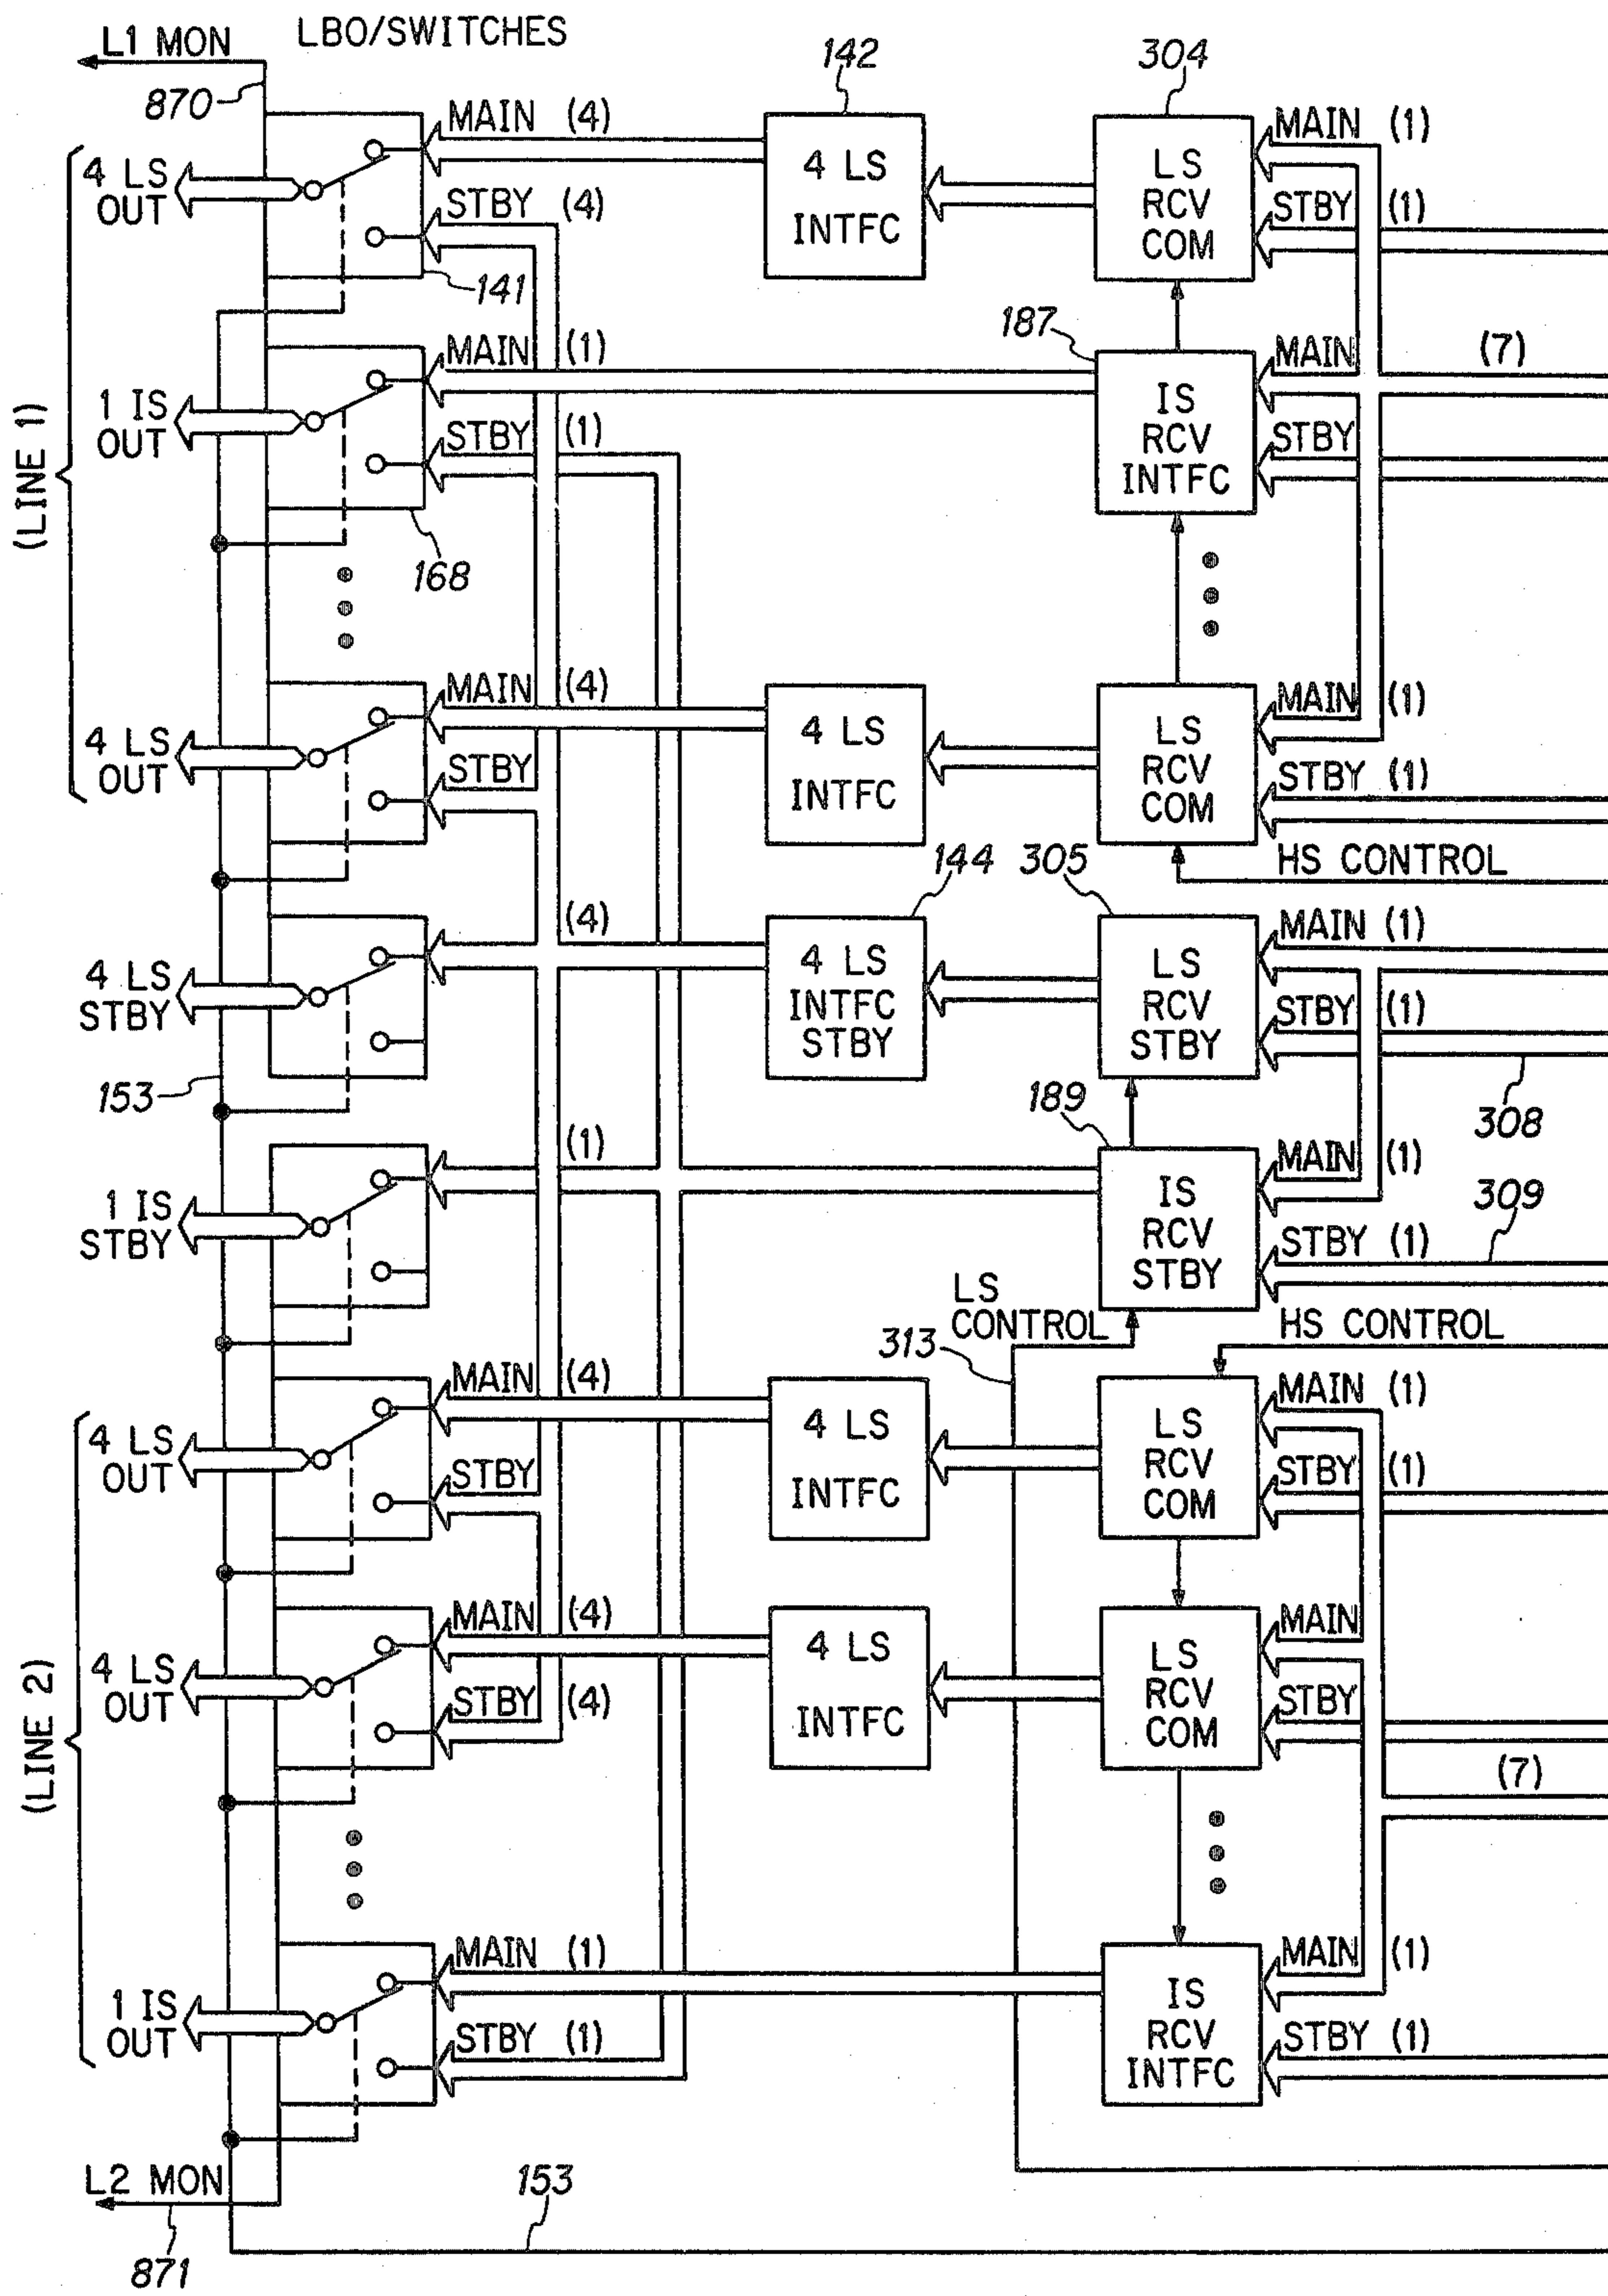 L1 MON
LBO/SWITCHES
142
304
870
MAIN (4)
MAIN (1)
4 LS
OUT
4 LS
INTFC
LS
RCV
COM
STBY (4)
STBY (1)
141
187
(LINE 1)
MAIN (1)
MAIN
(7)
1 IS
OUT
IS
RCV
INTFC
STBY (1)
STBY
168
MAIN (4)
MAIN (1)
4 LS
OUT
4 LS
INTFC
LS
RCV
COM
STBY
STBY (1)
HS CONTROL
144
305
(4)
MAIN (1)
4 LS
STBY
4 LS
INTFC
STBY
LS
RCV
STBY
STBY (1)
153
189
308
(1)
MAIN (1)
1 IS
STBY
IS
RCV
STBY
309
STBY (1)
LS
CONTROL
313
HS CONTROL
MAIN (4)
MAIN (1)
4 LS
OUT
4 LS
INTFC
LS
RCV
COM
STBY
STBY (1)
(LINE 2)
MAIN (4)
MAIN
4 LS
OUT
4 LS
INTFC
LS
RCV
COM
STBY (4)
STBY
(7)
MAIN (1)
MAIN (1)
1 IS
OUT
IS
RCV
INTFC
STBY (1)
STBY (1)
L2 MON
153
871